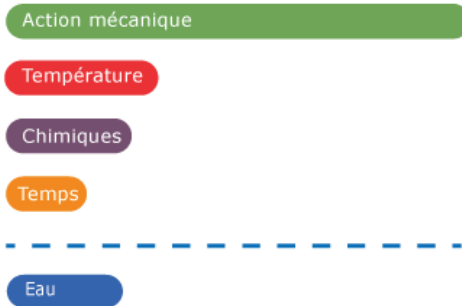 Action mécanique
Température
Chimiques
Temps
Eau